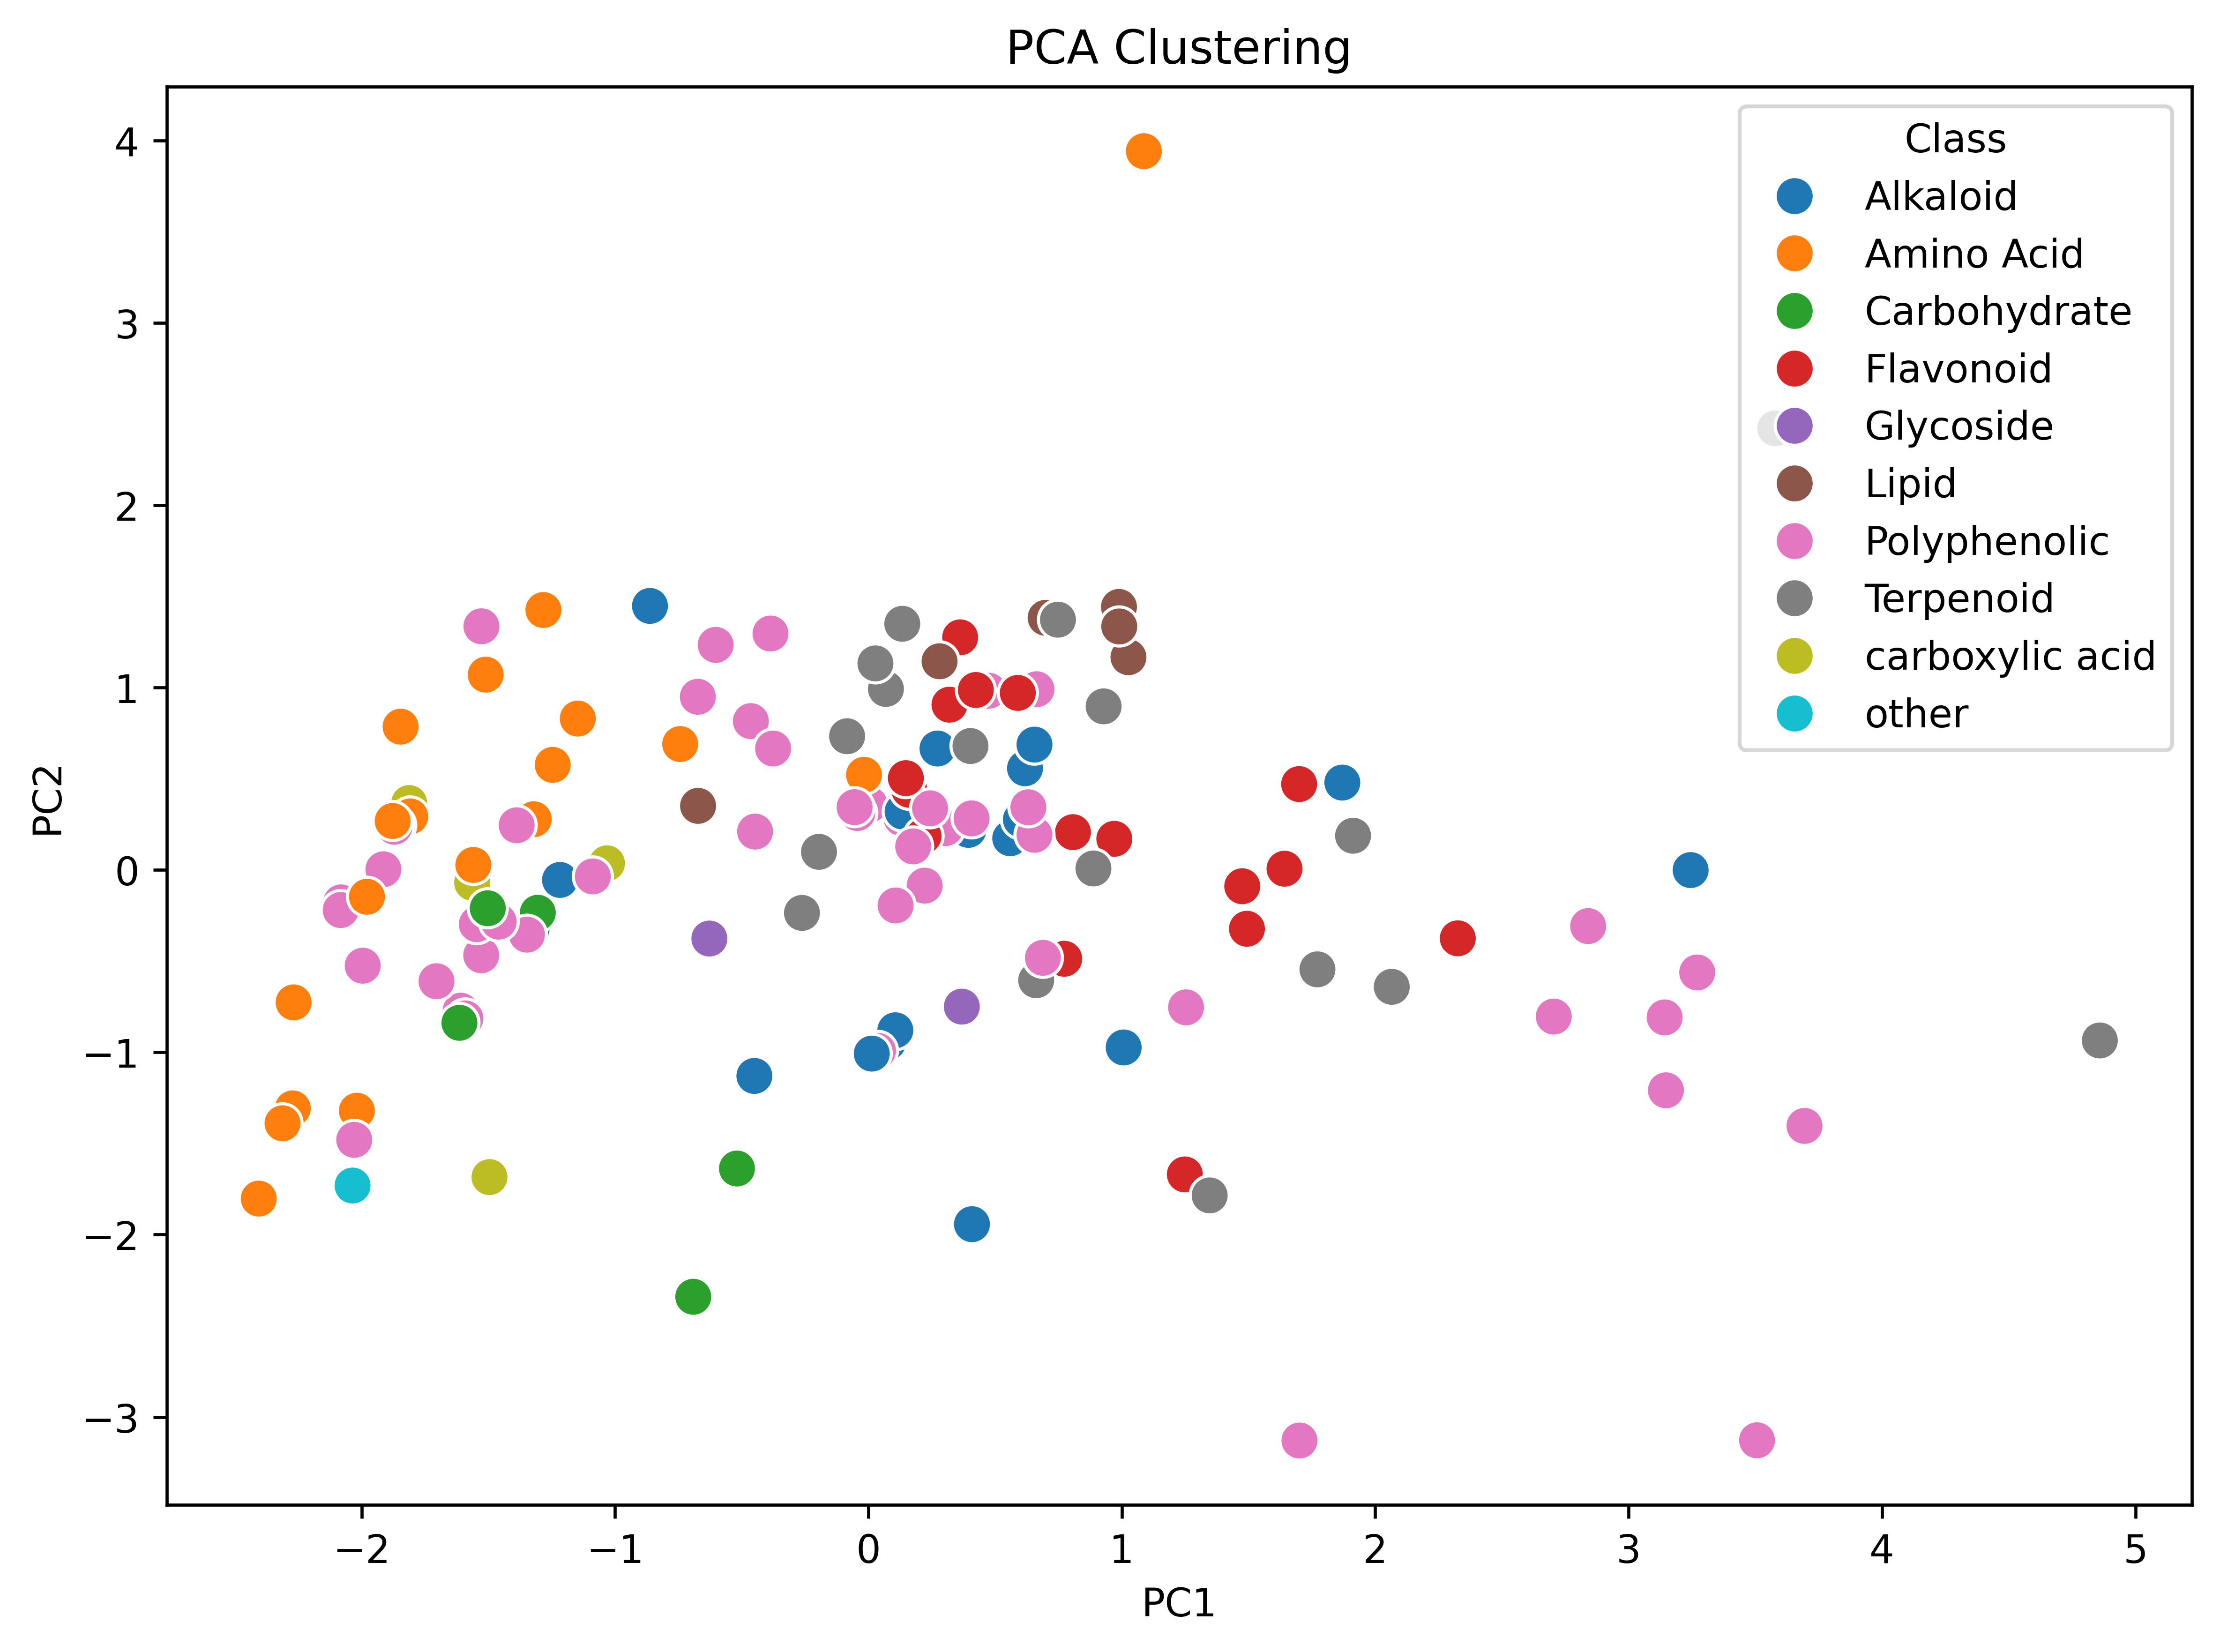 PCA Clustering
4
3
2
1
0
−1
−2
−3
PC2
−2
−1
0
1
2
3
4
5
PC1
Class
Alkaloid
Amino Acid
Carbohydrate
Flavonoid
Glycoside
Lipid
Polyphenolic
Terpenoid
carboxylic acid
other